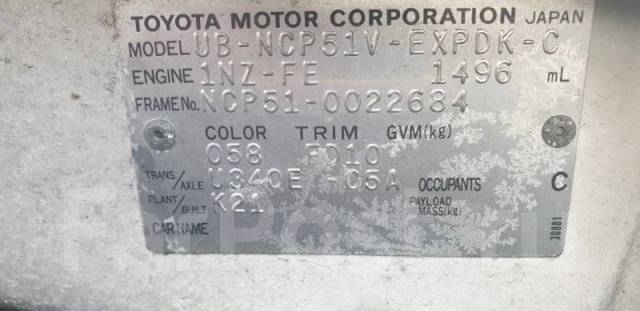 TOYOTA MOTOR CORPORATION JAPAN
MODEL UB-NCP51V-EXPDK-C
ENGINE 1NZ-FE 1496 mL
FRAME No. NCP51-0022684
COLOR TRIM GVM(kg)
058 FD10
TRANS/AXLE U340E -05A OCCUPANTS C
PLANT/BUILT K21 PAYLOAD MASS(kg)
CAR NAME